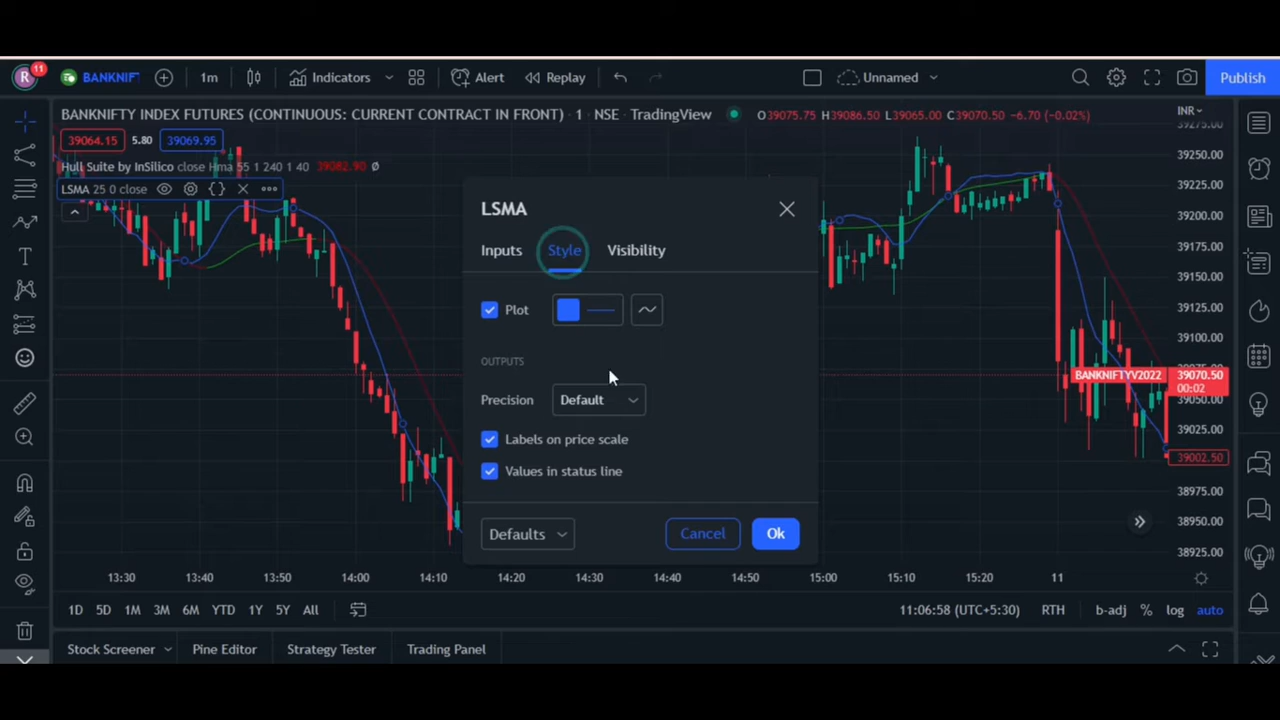 R 11 BANKNIF 1m Indicators Alert Replay Unnamed Publish
BANKNIFTY INDEX FUTURES (CONTINUOUS: CURRENT CONTRACT IN FRONT) · 1 · NSE · TradingView O39075.75 H39086.50 L39065.00 C39070.50 -6.70 (-0.02%) INR
39275.00
39064.15 5.80 39069.95
39250.00
Hull Suite by InSilico close Hma 55 1 240 1 40 39082.90 Ø
LSMA 25 0 close
39225.00
39200.00
39175.00
39150.00
39125.00
39100.00
BANKNIFTYV2022 39070.50
00:02
39050.00
39025.00
39002.50
38975.00
38950.00
38925.00
LSMA
Inputs Style Visibility
Plot
OUTPUTS
Precision Default
Labels on price scale
Values in status line
Defaults Cancel Ok
13:30 13:40 13:50 14:00 14:10 14:20 14:30 14:40 14:50 15:00 15:10 15:20 11
1D 5D 1M 3M 6M YTD 1Y 5Y All 11:06:58 (UTC+5:30) RTH b-adj % log auto
Stock Screener Pine Editor Strategy Tester Trading Panel